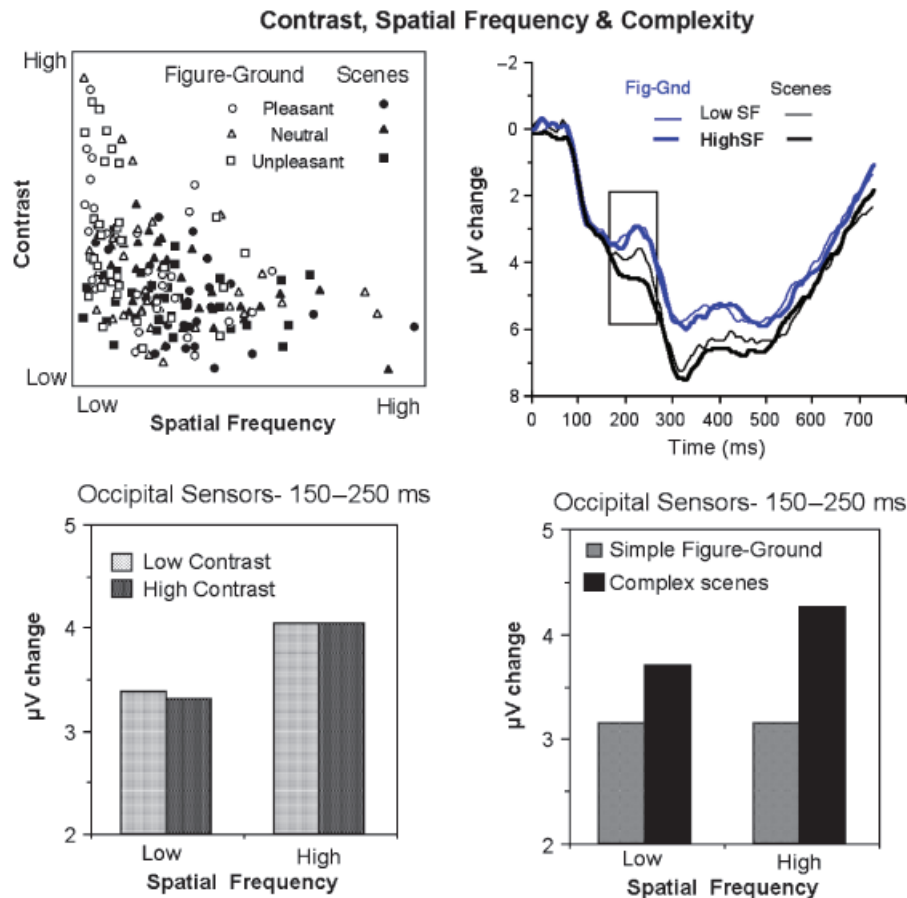 Contrast, Spatial Frequency & Complexity
High
Figure-Ground Scenes
Pleasant
Neutral
Unpleasant
Contrast
Low
Low High
Spatial Frequency
–2
0
2
4
6
8
µV change
Fig-Gnd Scenes
Low SF
HighSF
0 100 200 300 400 500 600 700
Time (ms)
Occipital Sensors- 150–250 ms
5
4
3
2
µV change
Low Contrast
High Contrast
Low High
Spatial Frequency
Occipital Sensors- 150–250 ms
5
4
3
2
µV change
Simple Figure-Ground
Complex scenes
Low High
Spatial Frequency